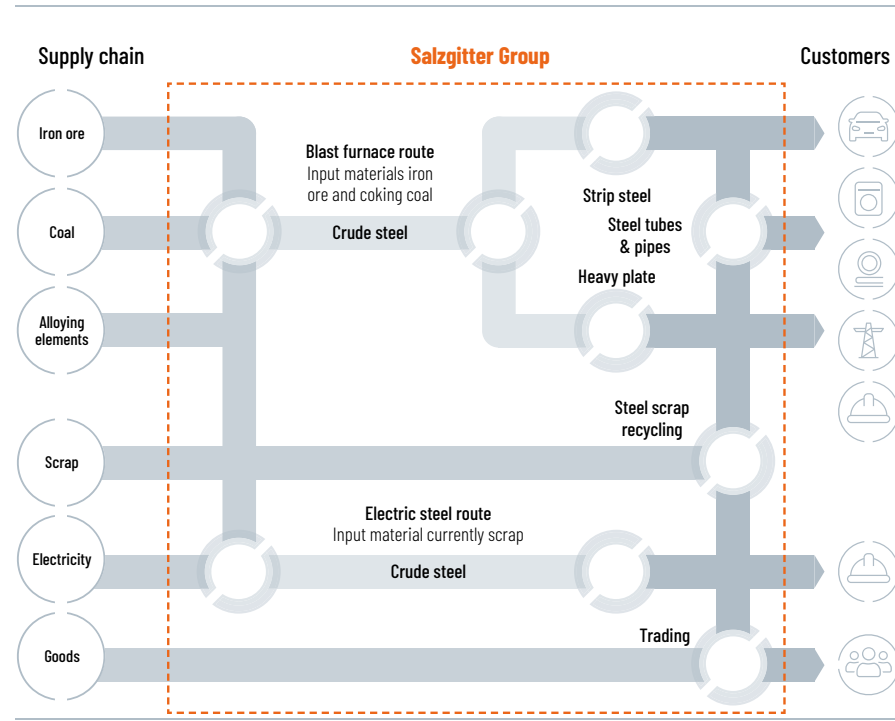 Supply chain
Salzgitter Group
Customers
Iron ore
Blast furnace route
Input materials iron
ore and coking coal
Strip steel
Coal
Crude steel
Steel tubes
& pipes
Heavy plate
Alloying
elements
Steel scrap
recycling
Scrap
Electric steel route
Input material currently scrap
Electricity
Crude steel
Trading
Goods